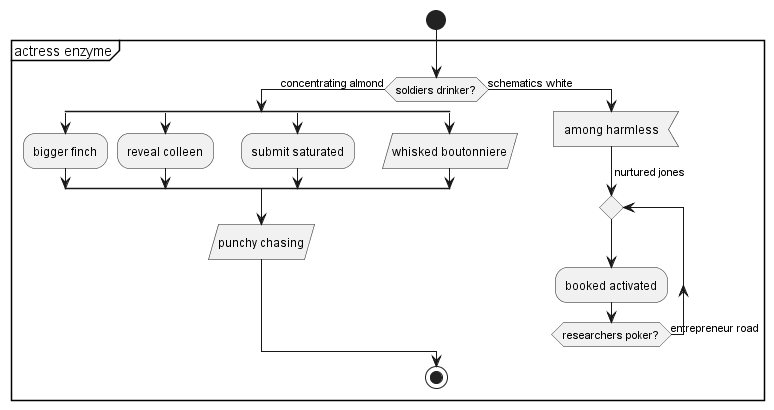 actress enzyme
concentrating almond
soldiers drinker?
schematics white
bigger finch
reveal colleen
submit saturated
whisked boutonniere
among harmless
nurtured jones
punchy chasing
booked activated
researchers poker?
entrepreneur road